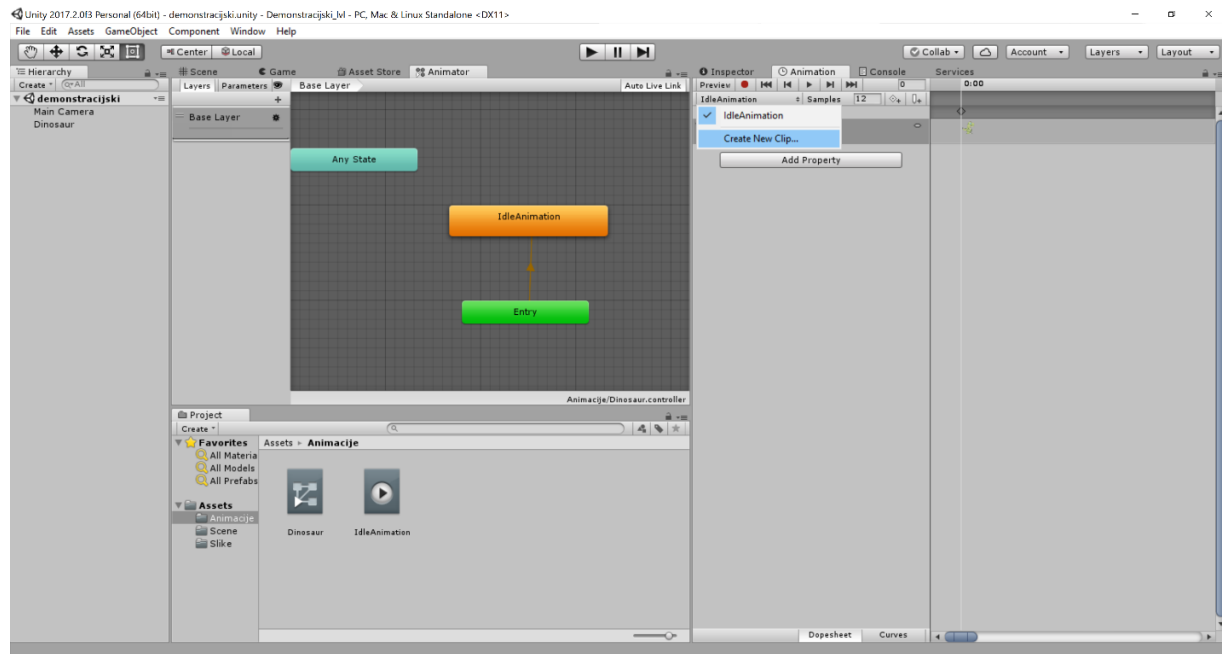 Unity 2017.2.0f3 Personal (64bit) - demonstracijski.unity - Demonstracijski_lvl - PC, Mac & Linux Standalone <DX11>
File Edit Assets GameObject Component Window Help
Center Local Collab Account Layers Layout
Hierarchy Scene Game Asset Store Animator Inspector Animation Console Services
Create All Layers Parameters Base Layer Auto Live Link Preview 0 0:00
demonstracijski + IdleAnimation Samples 12
Main Camera Base Layer IdleAnimation
Dinosaur
Create New Clip...
Any State Add Property
IdleAnimation
Entry
Animacije/Dinosaur.controller
Project
Create
Favorites Assets Animacije
All Materia
All Models
All Prefabs
Assets
Animacije
Scene Dinosaur IdleAnimation
Slike
Dopesheet Curves